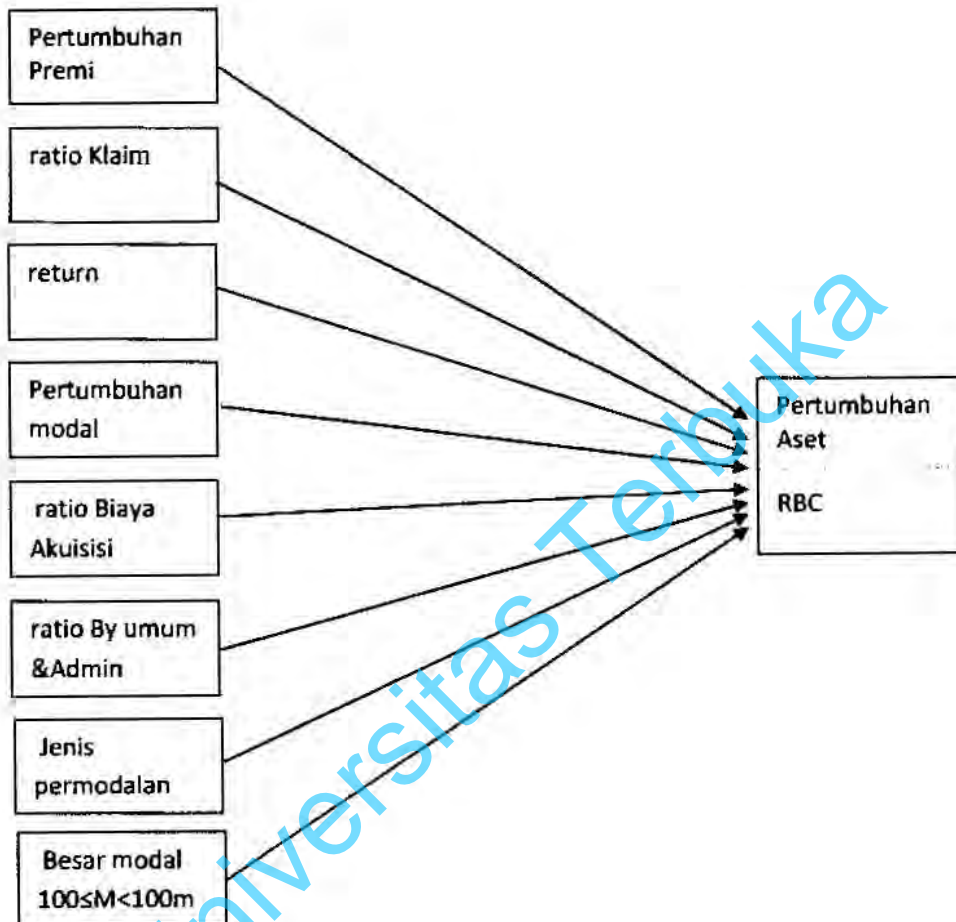 Pertumbuhan
Premi
ratio Klaim
return
Pertumbuhan
modal
ratio Biaya
Akuisisi
ratio By umum
&Admin
Jenis
permodalan
Besar modal
100≤M<100m
Pertumbuhan
Aset
RBC
Universitas Terbuka